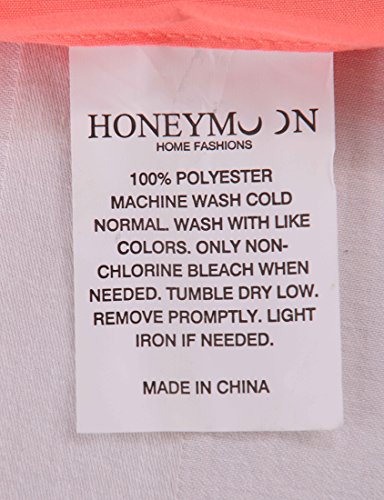 HONEYMOON
HOME FASHIONS
100% POLYESTER
MACHINE WASH COLD
NORMAL. WASH WITH LIKE
COLORS. ONLY NON-
CHLORINE BLEACH WHEN
NEEDED. TUMBLE DRY LOW.
REMOVE PROMPTLY. LIGHT
IRON IF NEEDED.
MADE IN CHINA